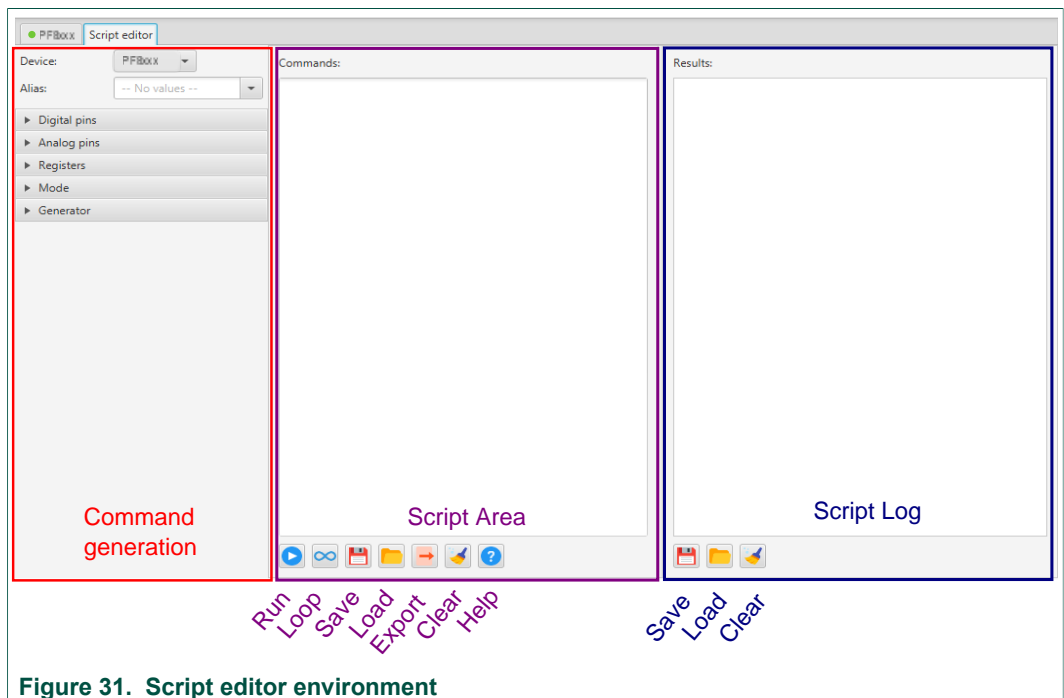 PF8xxx Script editor
Device: PF8xxx
Alias: -- No values --
Digital pins
Analog pins
Registers
Mode
Generator
Command
generation
Commands:
Script Area
Run
Loop
Save
Load
Export
Clear
Help
Results:
Script Log
Save
Load
Clear
Figure 31. Script editor environment